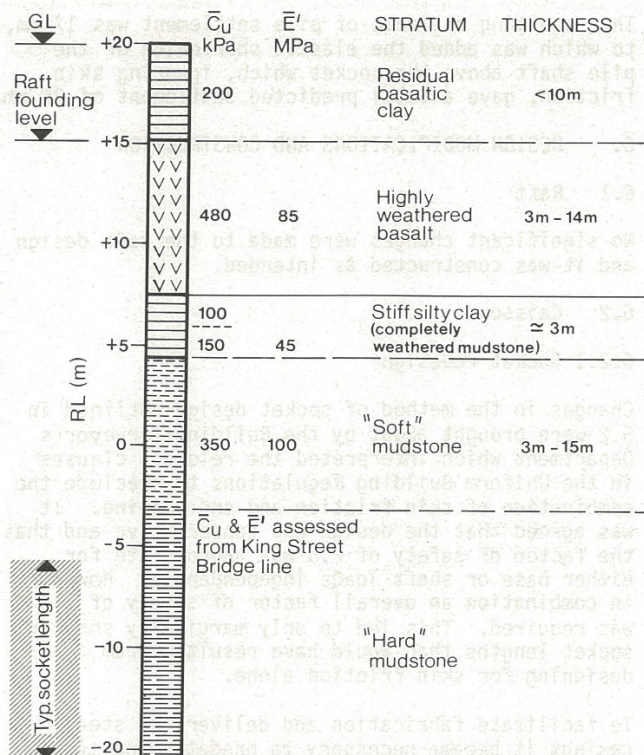 GL
C̅u E̅' STRATUM THICKNESS
kPa MPa
+20
200 Residual basaltic clay <10m
Raft founding level
+15
480 85 Highly weathered basalt 3m – 14m
+10
100 Stiff silty clay ≃ 3m
(completely
150 45 weathered mudstone)
+5
RL (m)
0 350 100 "Soft" mudstone 3m – 15m
C̅u & E̅' assessed
from King Street
Bridge line
-5
Typ. socket length
-10
"Hard"
mudstone
-20